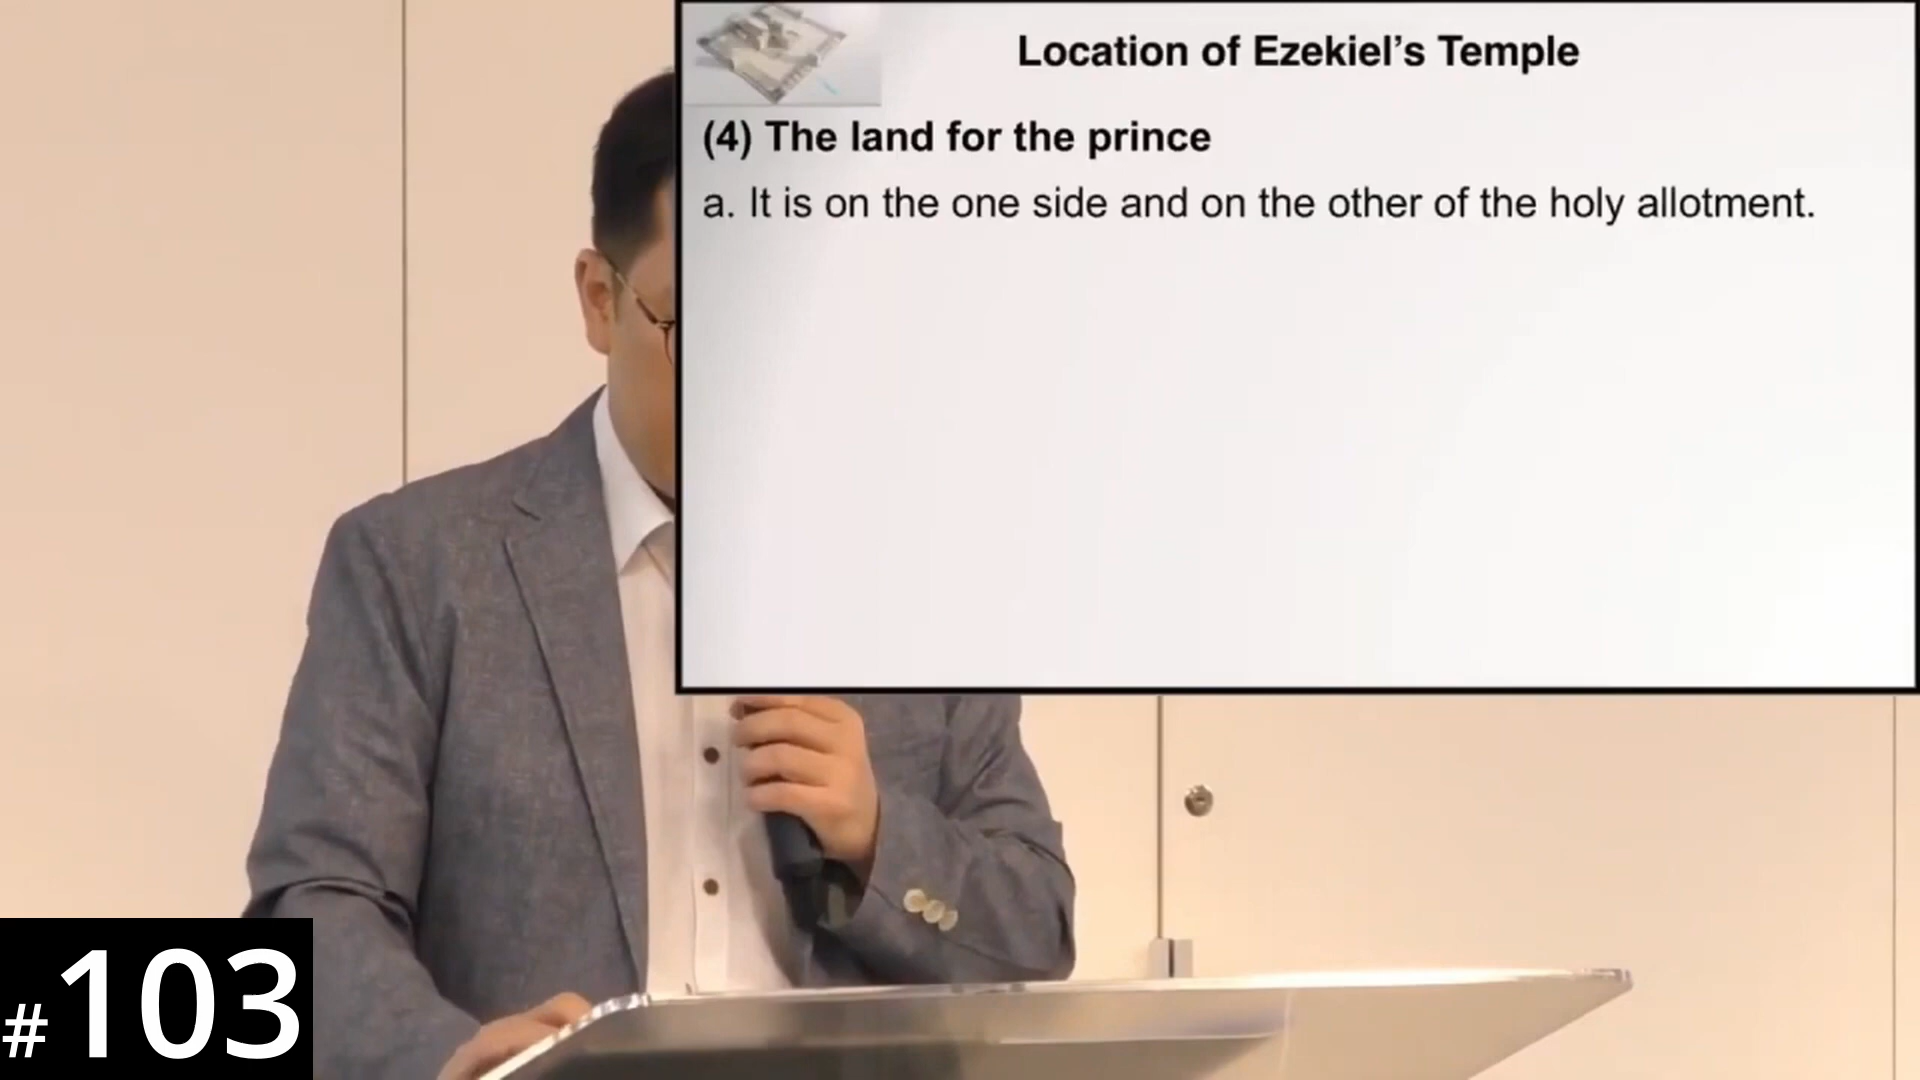 Location of Ezekiel’s Temple
(4) The land for the prince
a. It is on the one side and on the other of the holy allotment.
#103